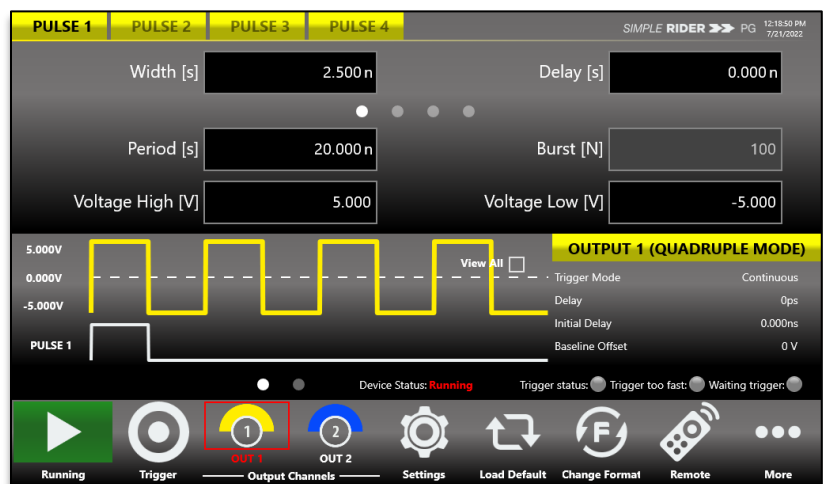 PULSE 1 PULSE 2 PULSE 3 PULSE 4 SIMPLE RIDER PG 12:18:50 PM
7/21/2022
Width [s] 2.500 n Delay [s] 0.000 n
Period [s] 20.000 n Burst [N] 100
Voltage High [V] 5.000 Voltage Low [V] -5.000
5.000V
0.000V
-5.000V
PULSE 1
View All
OUTPUT 1 (QUADRUPLE MODE)
Trigger Mode Continuous
Delay 0ps
Initial Delay 0.000ns
Baseline Offset 0 V
Device Status: Running Trigger status: Trigger too fast: Waiting trigger:
1 2 F
OUT 1 OUT 2
Running Trigger Output Channels Settings Load Default Change Format Remote More